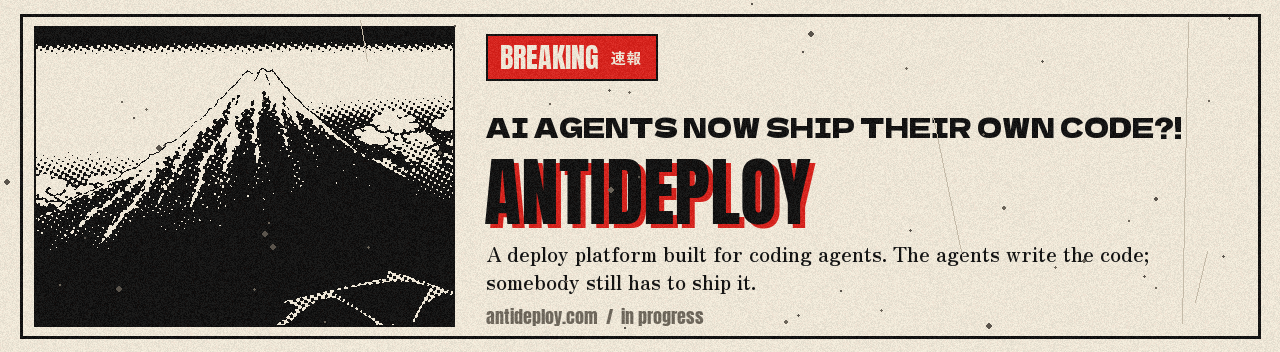 BREAKING 速報
AI AGENTS NOW SHIP THEIR OWN CODE?!
ANTIDEPLOY
A deploy platform built for coding agents. The agents write the code;
somebody still has to ship it.
antideploy.com / in progress